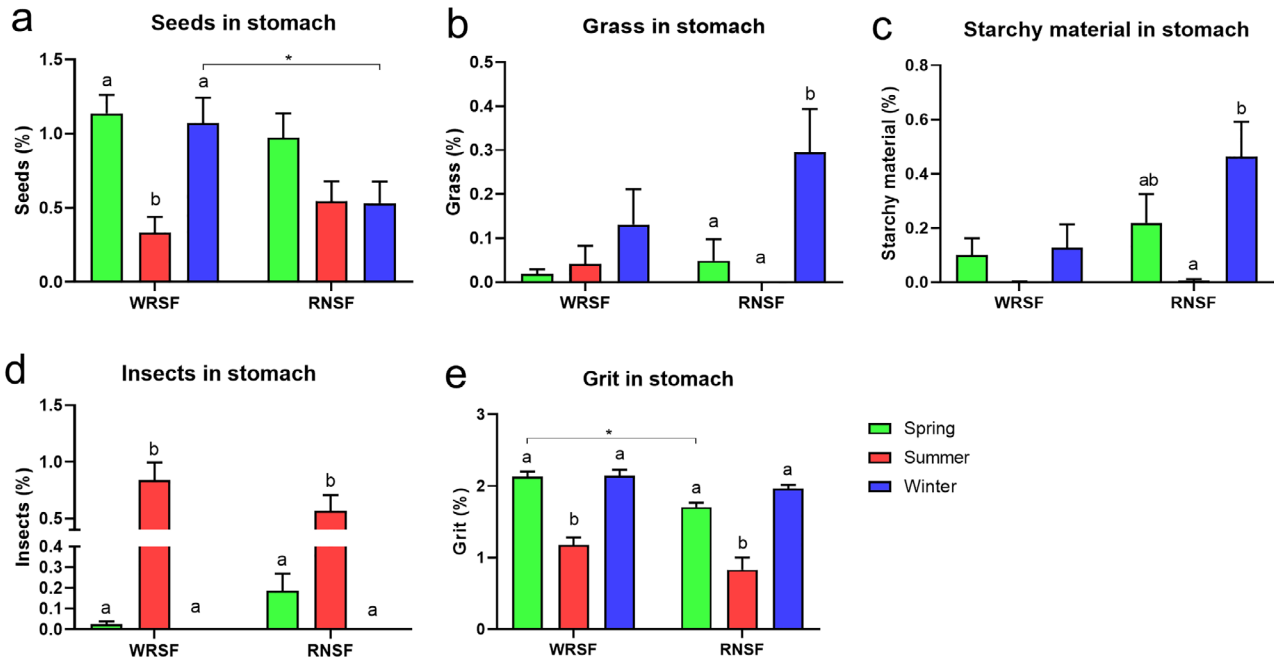 a
Seeds in stomach
Seeds (%)
1.5
1.0
0.5
0.0
a
b
a
*
WRSF
RNSF
b
Grass in stomach
Grass (%)
0.5
0.4
0.3
0.2
0.1
0.0
a
a
b
WRSF
RNSF
c
Starchy material in stomach
Starchy material (%)
0.8
0.6
0.4
0.2
0.0
ab
a
b
WRSF
RNSF
d
Insects in stomach
Insects (%)
1.5
1.0
0.5
0.4
0.3
0.2
0.1
0.0
a
b
a
a
b
a
WRSF
RNSF
e
Grit in stomach
Grit (%)
3
2
1
0
a
b
a
*
a
b
a
WRSF
RNSF
Spring
Summer
Winter